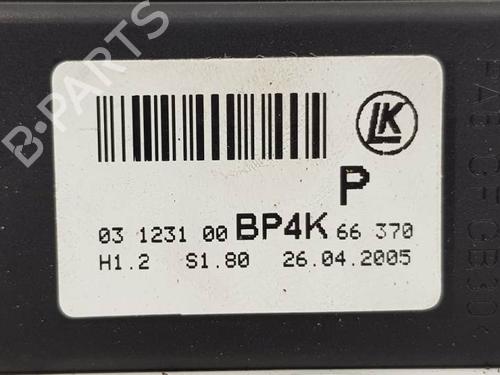 B-PARTS
LK
P
03 1231 00 BP4K 66 370
H1.2 S1.80 26.04.2005